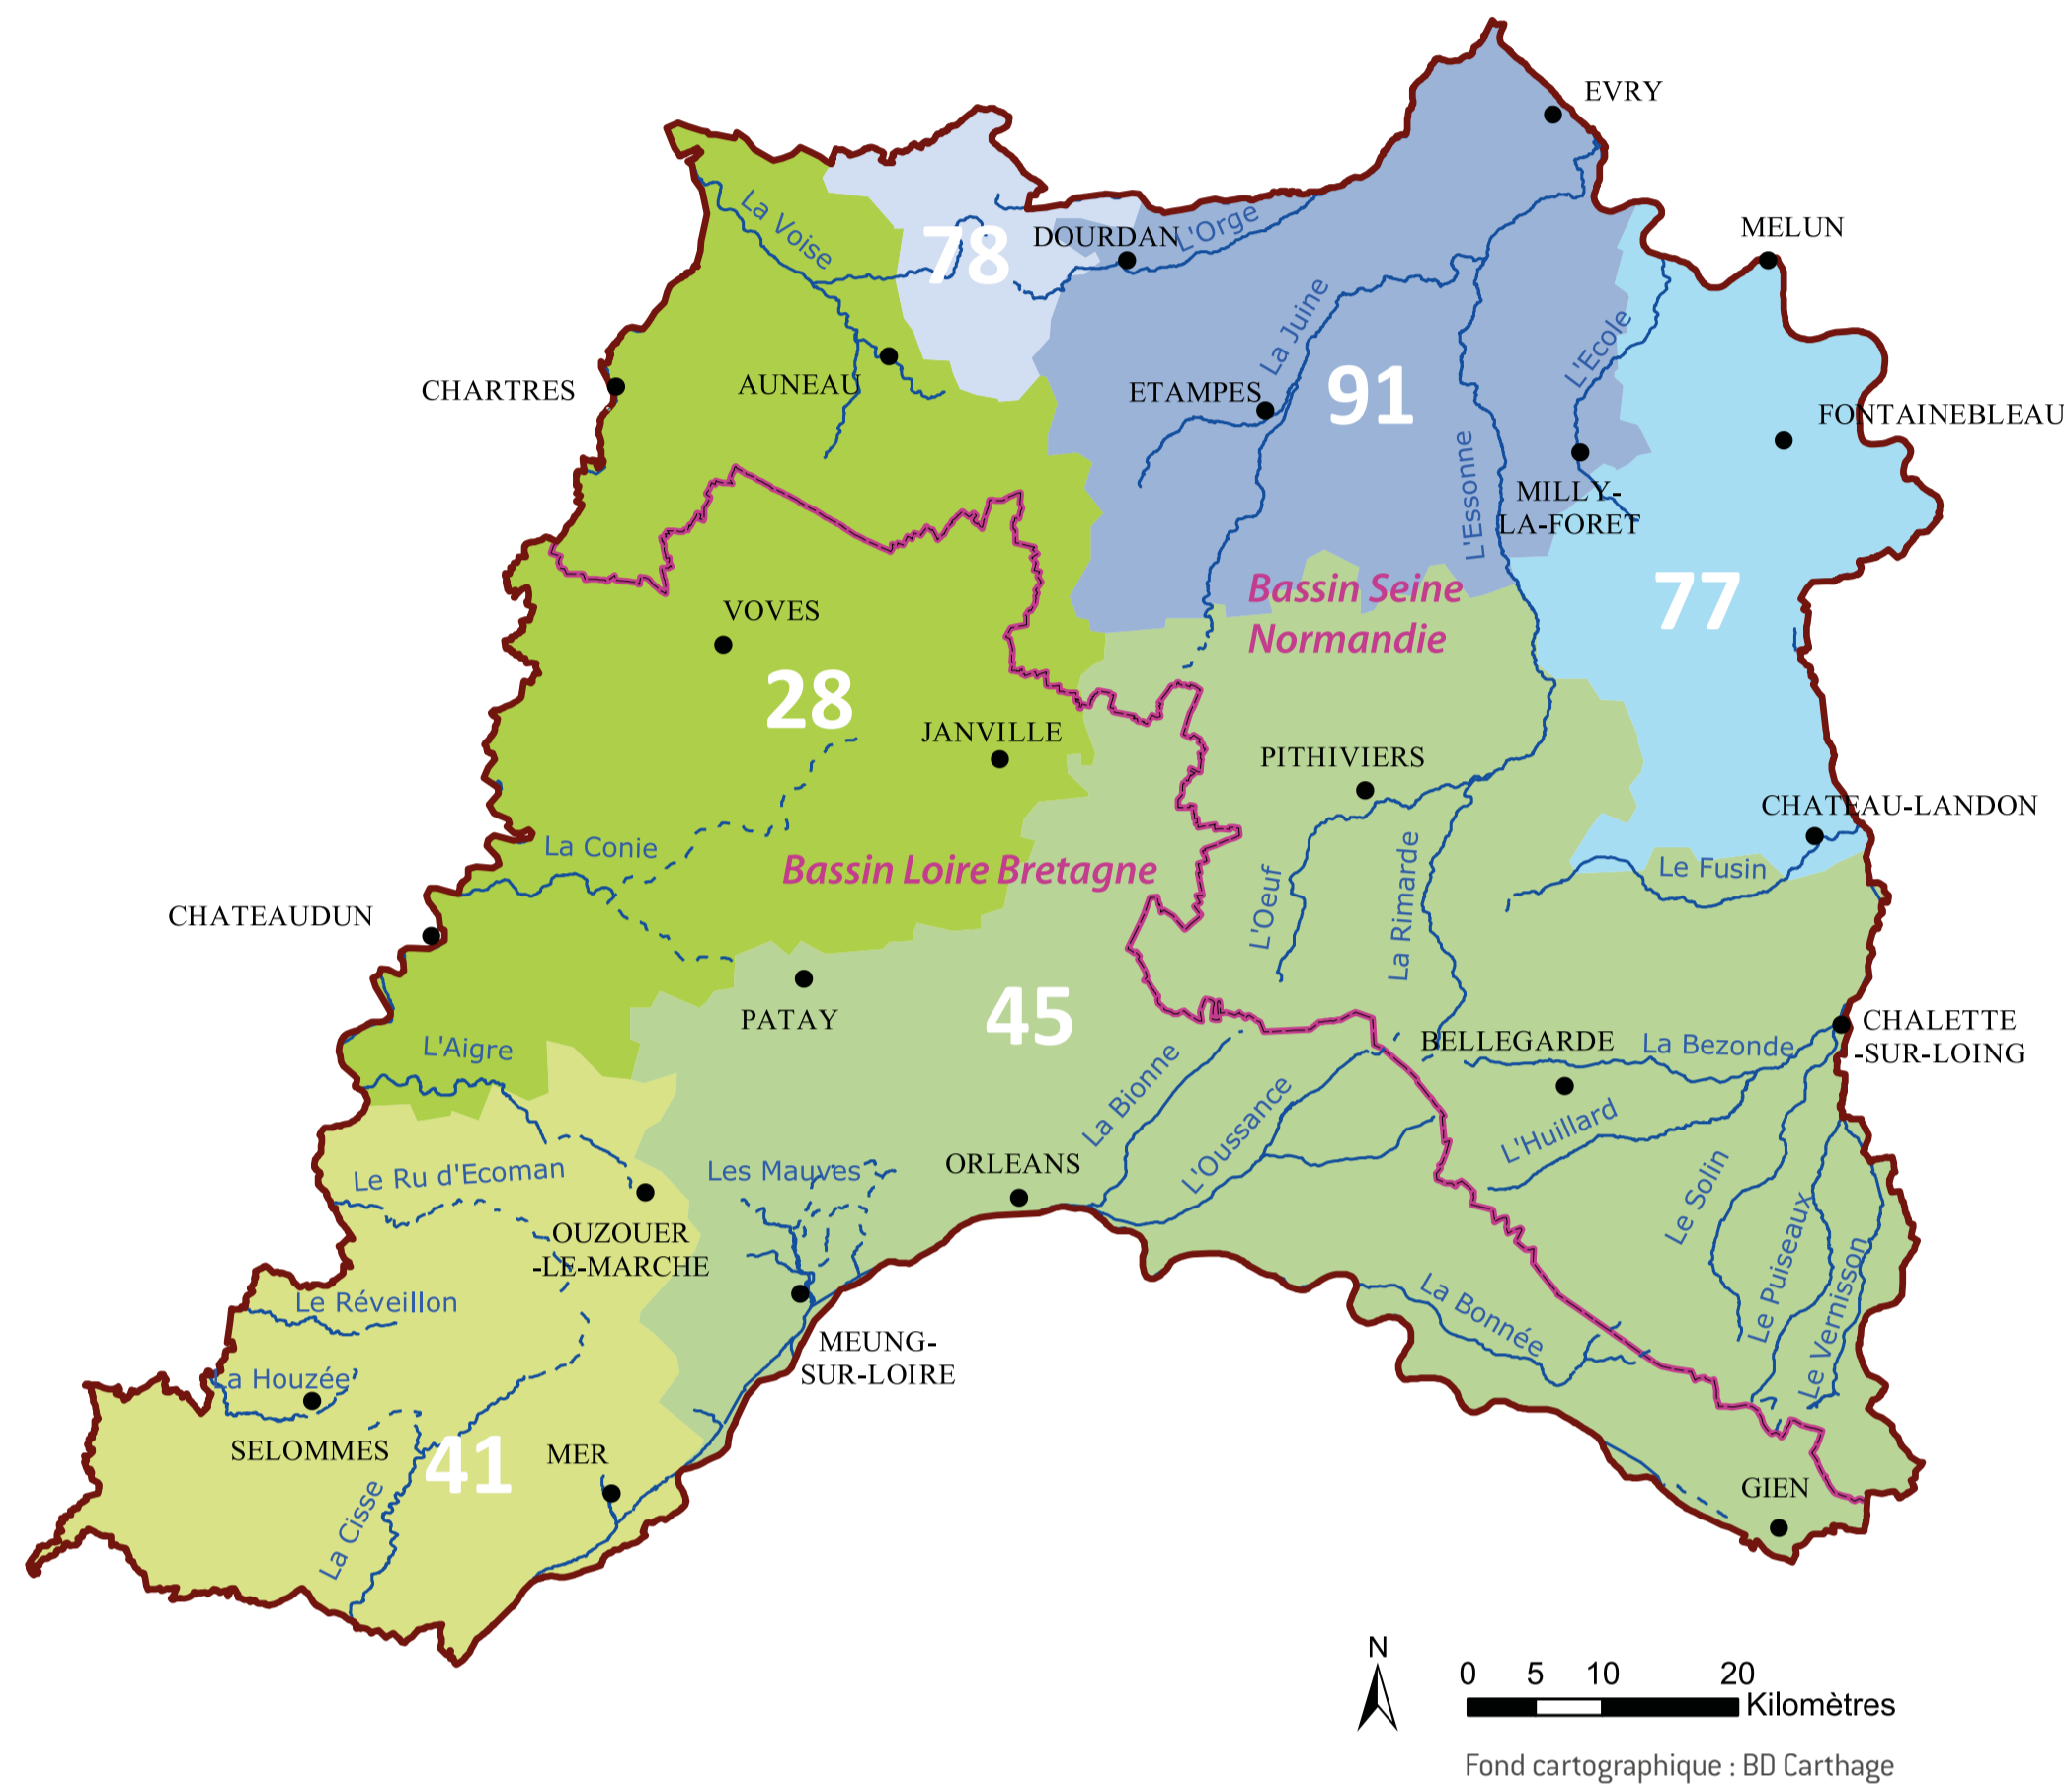 EVRY
La Voise
78
DOURDAN
L'Orge
MELUN
La Juine
L'Ecole
CHARTRES
AUNEAU
ETAMPES
91
FONTAINEBLEAU
L'Essonne
MILLY-
LA-FORET
Bassin Seine
Normandie
77
VOVES
28
JANVILLE
PITHIVIERS
CHATEAU-LANDON
La Conie
Bassin Loire Bretagne
L'Oeuf
La Rimarde
Le Fusin
CHATEAUDUN
PATAY
45
BELLEGARDE
La Bezonde
CHALETTE
-SUR-LOING
L'Aigre
La Bionne
L'Oussance
L'Huillard
Le Ru d'Ecoman
Les Mauves
ORLEANS
Le Solin
Le Puiseaux
Le Vernisson
OUZOUER
-LE-MARCHE
Le Réveillon
La Bonnée
MEUNG-
SUR-LOIRE
La Houzée
SELOMMES
41
MER
La Cisse
GIEN
N
0 5 10 20
Kilomètres
Fond cartographique : BD Carthage